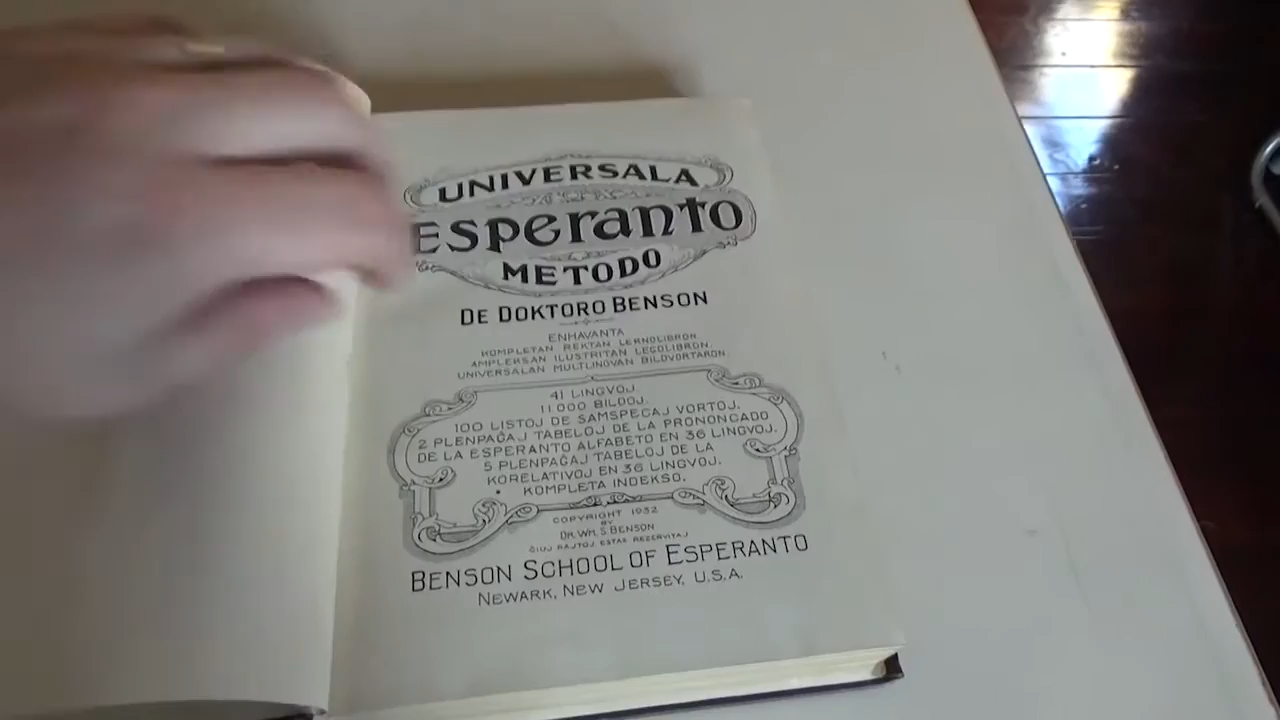 UNIVERSALA
ESPERANTO
METODO
DE DOKTORO BENSON
ENHAVANTA
KOMPLETAN REKTAN LERNOLIBRON
AMPLEKSAN ILUSTRITAN LEGOLIBRON.
UNIVERSALAN MULTLINGVAN BILDVORTARON
41 LINGVOJ.
11000 BILDOJ.
100 LISTOJ DE SAMSPECAJ VORTOJ.
2 PLENPAĜAJ TABELOJ DE LA PRONONCADO
DE LA ESPERANTO ALFABETO EN 36 LINGVOJ.
5 PLENPAĜAJ TABELOJ DE LA
KORELATIVOJ EN 36 LINGVOJ.
KOMPLETA INDEKSO.
COPYRIGHT 1932
BY
DR. WM. S. BENSON
ĈIUJ RAJTOJ ESTAS REZERVITAJ
BENSON SCHOOL OF ESPERANTO
NEWARK, NEW JERSEY, U.S.A.